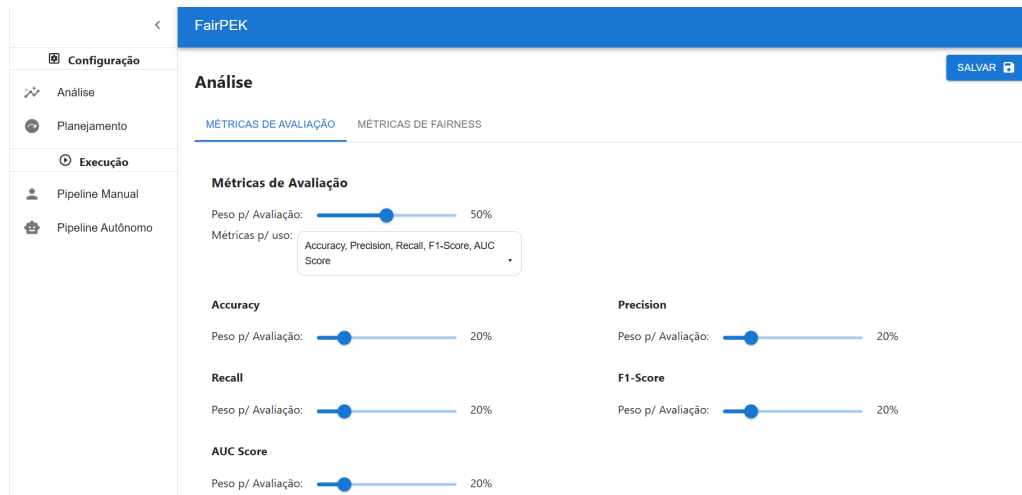 FairPEK
Configuração
Análise
Planejamento
Execução
Pipeline Manual
Pipeline Autônomo
SALVAR
Análise
MÉTRICAS DE AVALIAÇÃO
MÉTRICAS DE FAIRNESS
Métricas de Avaliação
Peso p/ Avaliação: 50%
Métricas p/ uso:
Accuracy, Precision, Recall, F1-Score, AUC
Score
Accuracy
Peso p/ Avaliação: 20%
Precision
Peso p/ Avaliação: 20%
Recall
Peso p/ Avaliação: 20%
F1-Score
Peso p/ Avaliação: 20%
AUC Score
Peso p/ Avaliação: 20%